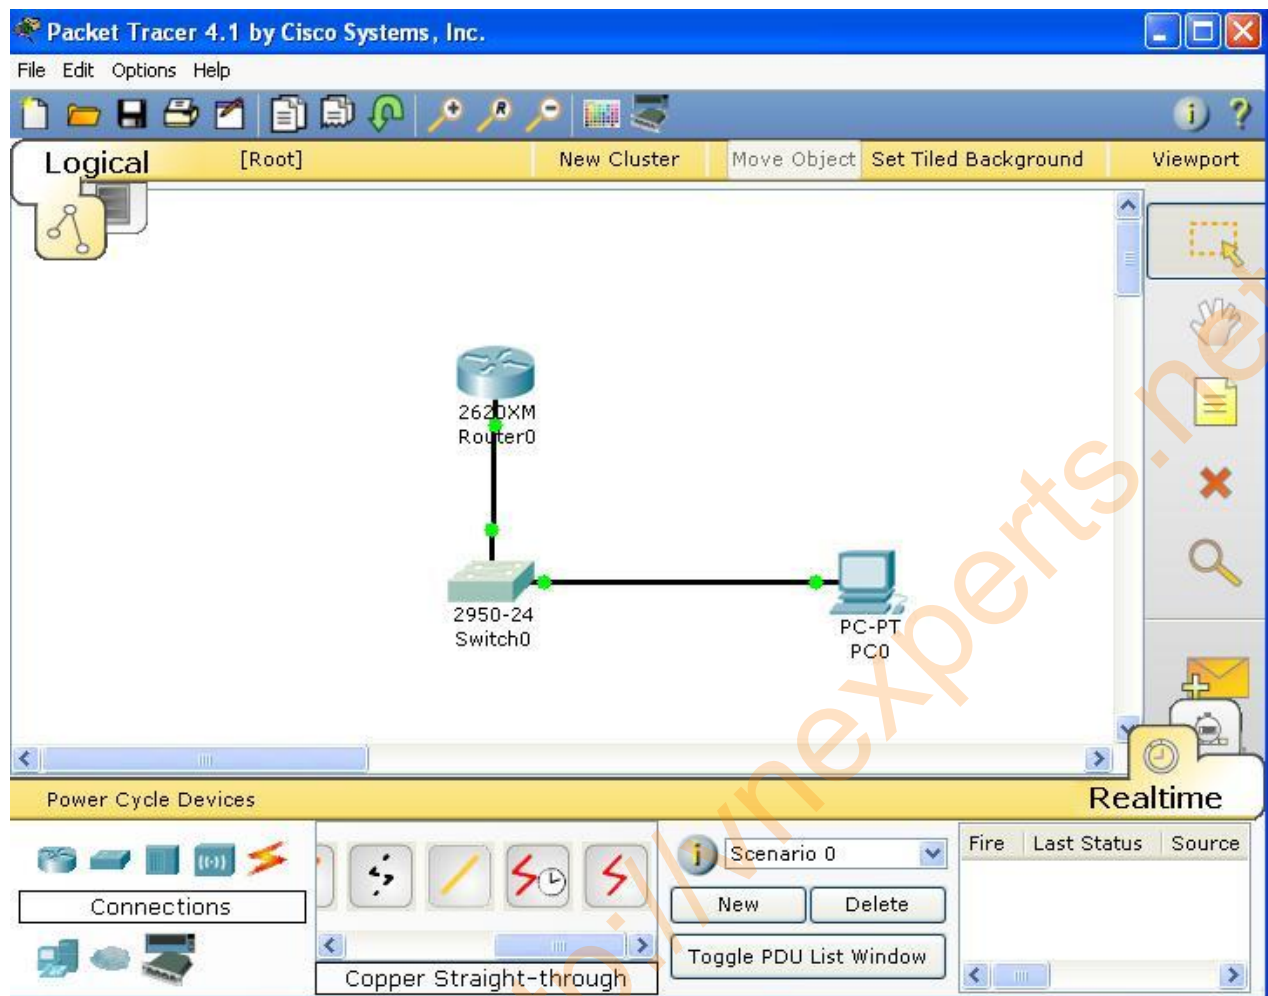 Packet Tracer 4.1 by Cisco Systems, Inc.
File Edit Options Help
Logical [Root] New Cluster Move Object Set Tiled Background Viewport
2620XM
Router0
2950-24
Switch0
PC-PT
PC0
Power Cycle Devices
Realtime
Connections
Copper Straight-through
Scenario 0
New Delete
Toggle PDU List Window
Fire Last Status Source
://vnexperts.net